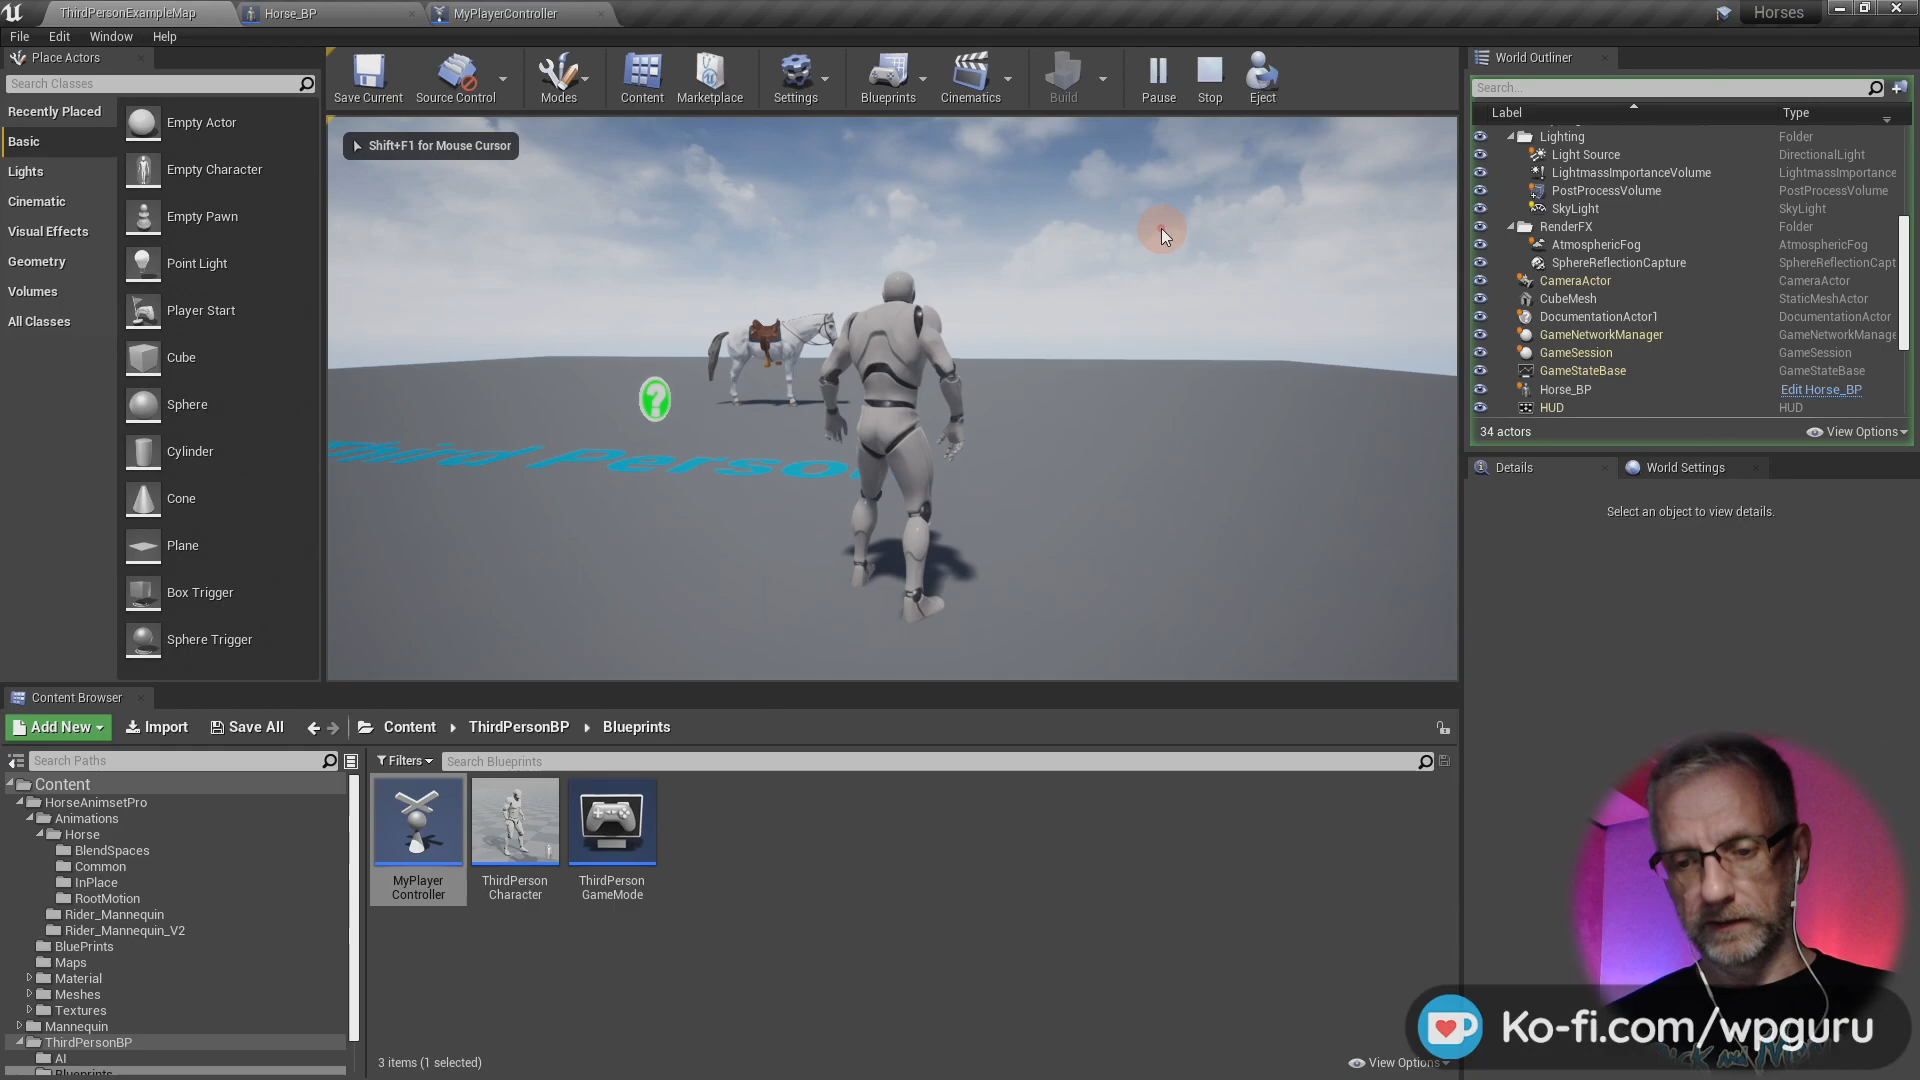 ThirdPersonExampleMap
Horse_BP
MyPlayerController
Horses
File Edit Window Help
Place Actors
Search Classes
Recently Placed
Basic
Lights
Cinematic
Visual Effects
Geometry
Volumes
All Classes
Empty Actor
Empty Character
Empty Pawn
Point Light
Player Start
Cube
Sphere
Cylinder
Cone
Plane
Box Trigger
Sphere Trigger
Save Current
Source Control
Modes
Content
Marketplace
Settings
Blueprints
Cinematics
Build
Pause
Stop
Eject
Shift+F1 for Mouse Cursor
?
Third Person
World Outliner
Search...
Label Type
Lighting Folder
Light Source DirectionalLight
LightmassImportanceVolume LightmassImportance
PostProcessVolume PostProcessVolume
SkyLight SkyLight
RenderFX Folder
AtmosphericFog AtmosphericFog
SphereReflectionCapture SphereReflectionCapt
CameraActor CameraActor
CubeMesh StaticMeshActor
DocumentationActor1 DocumentationActor
GameNetworkManager GameNetworkManage
GameSession GameSession
GameStateBase GameStateBase
Horse_BP Edit Horse_BP
HUD HUD
34 actors View Options
Details
World Settings
Select an object to view details.
Content Browser
Add New Import Save All Content ThirdPersonBP Blueprints
Search Paths
Filters Search Blueprints
Content
HorseAnimsetPro
Animations
Horse
BlendSpaces
Common
InPlace
RootMotion
Rider_Mannequin
Rider_Mannequin_V2
BluePrints
Maps
Material
Meshes
Textures
Mannequin
ThirdPersonBP
AI
Blueprints
MyPlayer
Controller
ThirdPerson
Character
ThirdPerson
GameMode
3 items (1 selected)
View Options
Ko-fi.com/wpguru